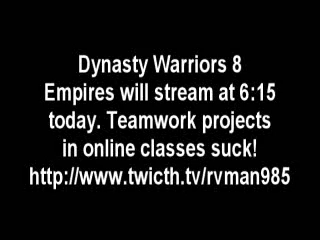 Dynasty Warriors 8
Empires will stream at 6:15
today. Teamwork projects
in online classes suck!
http://www.twicth.tv/rvman985